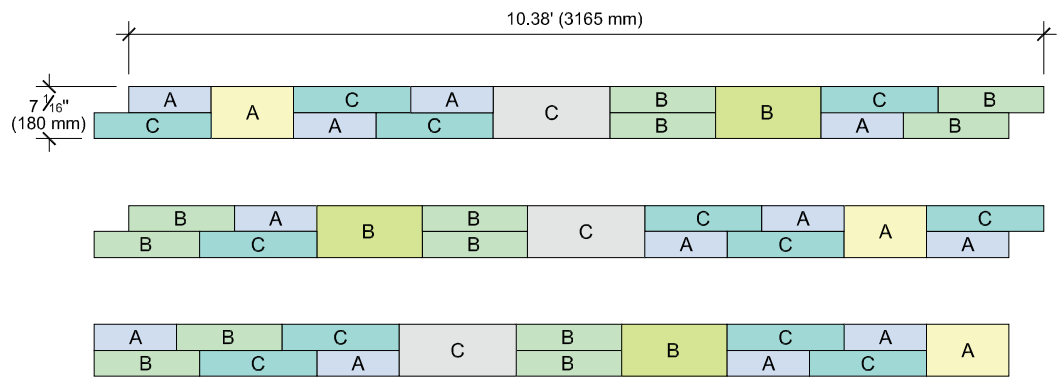 10.38' (3165 mm)
7 1/16"
(180 mm)
A A C A C B B C B
C A C B A B
B A B B C C A A C
B C B A C A
A B C C B B C A A
B C A B A C